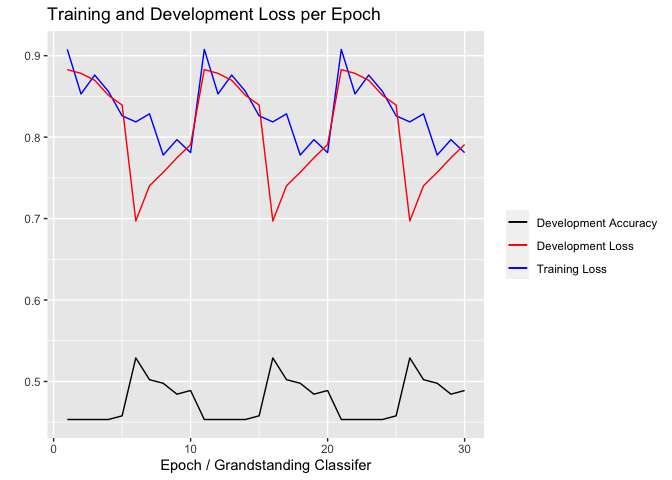 Training and Development Loss per Epoch
0.9
0.8
0.7
0.6
0.5
0
10
20
30
Epoch / Grandstanding Classifer
Development Accuracy
Development Loss
Training Loss